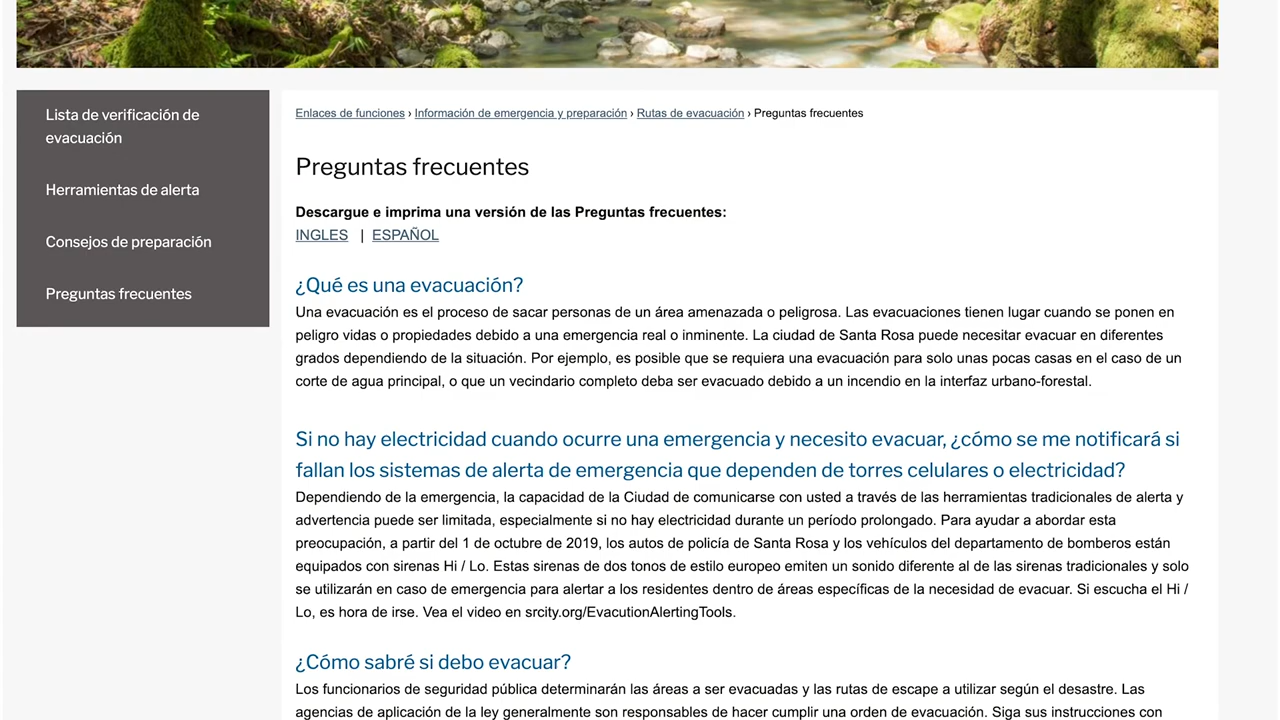 Lista de verificación de
evacuación
Herramientas de alerta
Consejos de preparación
Preguntas frecuentes
Enlaces de funciones › Información de emergencia y preparación › Rutas de evacuación › Preguntas frecuentes
Preguntas frecuentes
Descargue e imprima una versión de las Preguntas frecuentes:
INGLES | ESPAÑOL
¿Qué es una evacuación?
Una evacuación es el proceso de sacar personas de un área amenazada o peligrosa. Las evacuaciones tienen lugar cuando se ponen en
peligro vidas o propiedades debido a una emergencia real o inminente. La ciudad de Santa Rosa puede necesitar evacuar en diferentes
grados dependiendo de la situación. Por ejemplo, es posible que se requiera una evacuación para solo unas pocas casas en el caso de un
corte de agua principal, o que un vecindario completo deba ser evacuado debido a un incendio en la interfaz urbano-forestal.
Si no hay electricidad cuando ocurre una emergencia y necesito evacuar, ¿cómo se me notificará si
fallan los sistemas de alerta de emergencia que dependen de torres celulares o electricidad?
Dependiendo de la emergencia, la capacidad de la Ciudad de comunicarse con usted a través de las herramientas tradicionales de alerta y
advertencia puede ser limitada, especialmente si no hay electricidad durante un período prolongado. Para ayudar a abordar esta
preocupación, a partir del 1 de octubre de 2019, los autos de policía de Santa Rosa y los vehículos del departamento de bomberos están
equipados con sirenas Hi / Lo. Estas sirenas de dos tonos de estilo europeo emiten un sonido diferente al de las sirenas tradicionales y solo
se utilizarán en caso de emergencia para alertar a los residentes dentro de áreas específicas de la necesidad de evacuar. Si escucha el Hi /
Lo, es hora de irse. Vea el video en srcity.org/EvacutionAlertingTools.
¿Cómo sabré si debo evacuar?
Los funcionarios de seguridad pública determinarán las áreas a ser evacuadas y las rutas de escape a utilizar según el desastre. Las
agencias de aplicación de la ley generalmente son responsables de hacer cumplir una orden de evacuación. Siga sus instrucciones con